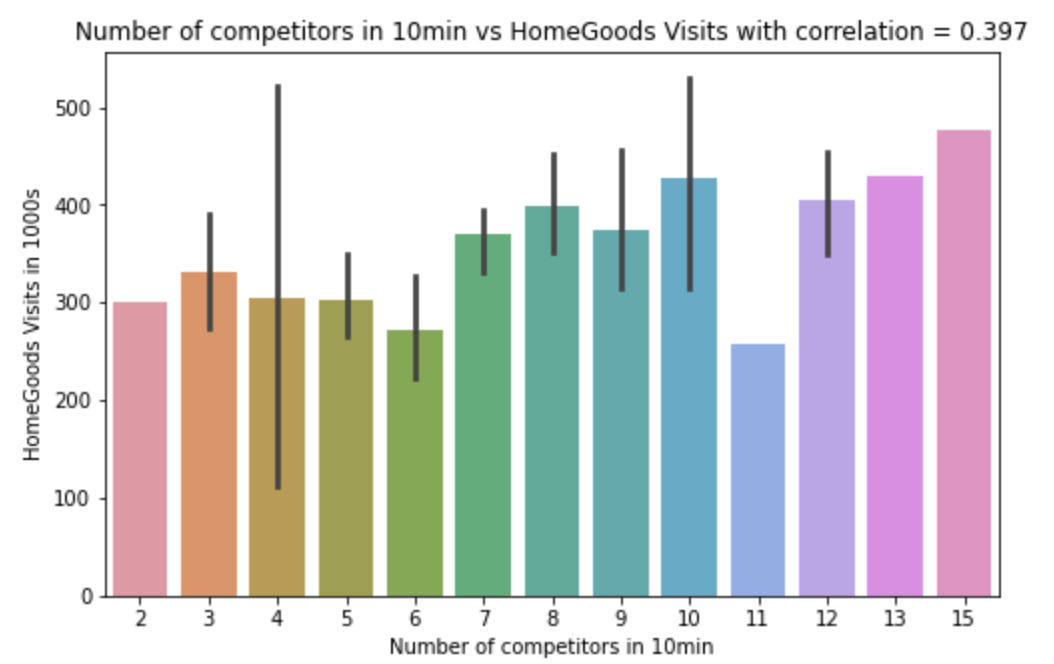 Number of competitors in 10min vs HomeGoods Visits with correlation = 0.397
HomeGoods Visits in 1000s
500
400
300
200
100
0
2 3 4 5 6 7 8 9 10 11 12 13 15
Number of competitors in 10min